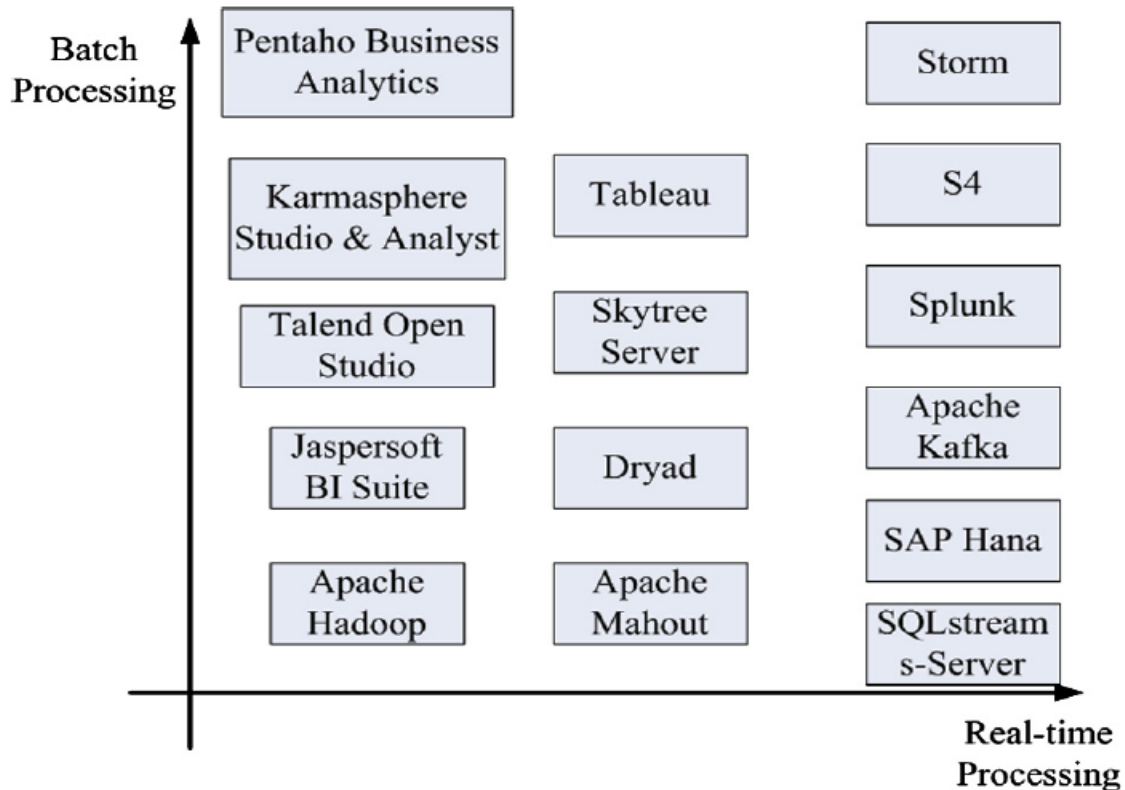 Batch
Processing
Pentaho Business
Analytics
Karmasphere
Studio & Analyst
Talend Open
Studio
Jaspersoft
BI Suite
Apache
Hadoop
Tableau
Skytree
Server
Dryad
Apache
Mahout
Storm
S4
Splunk
Apache
Kafka
SAP Hana
SQLstream
s-Server
Real-time
Processing